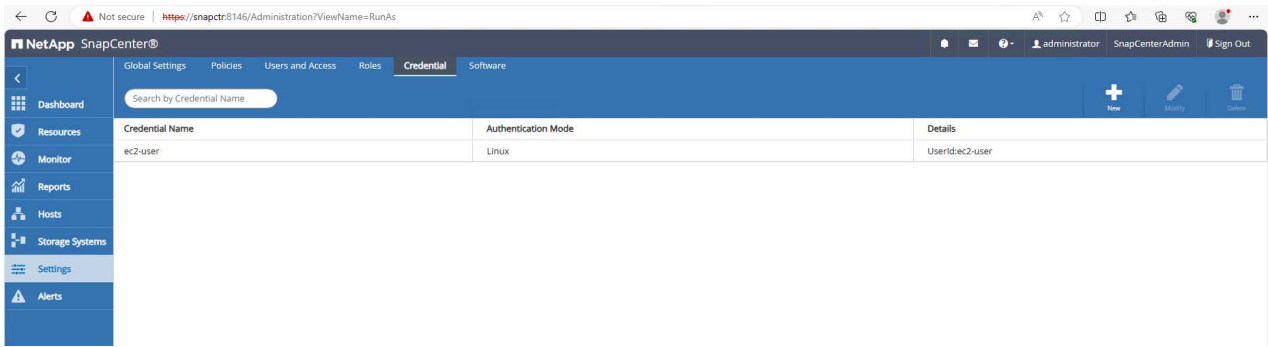 Not secure | https://snapctr:8146/Administration?ViewName=RunAs
NetApp SnapCenter® administrator SnapCenterAdmin Sign Out
Global Settings Policies Users and Access Roles Credential Software
Search by Credential Name
New Modify Delete
Dashboard
Resources
Monitor
Reports
Hosts
Storage Systems
Settings
Alerts
Credential Name Authentication Mode Details
ec2-user Linux UserId:ec2-user